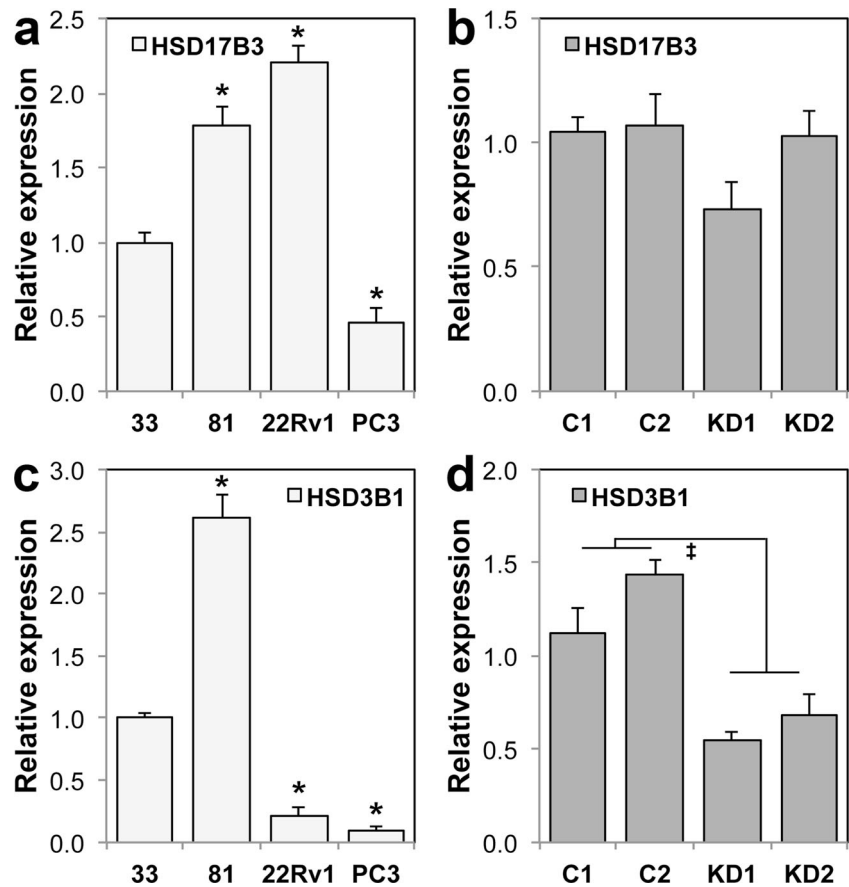 a
HSD17B3
Relative expression
2.5
2.0
1.5
1.0
0.5
0.0
*
*
*
33 81 22Rv1 PC3
b
HSD17B3
Relative expression
1.5
1.0
0.5
0.0
C1 C2 KD1 KD2
c
HSD3B1
Relative expression
3.0
2.5
2.0
1.5
1.0
0.5
0.0
*
*
*
33 81 22Rv1 PC3
d
HSD3B1
Relative expression
2.0
1.5
1.0
0.5
0.0
‡
C1 C2 KD1 KD2